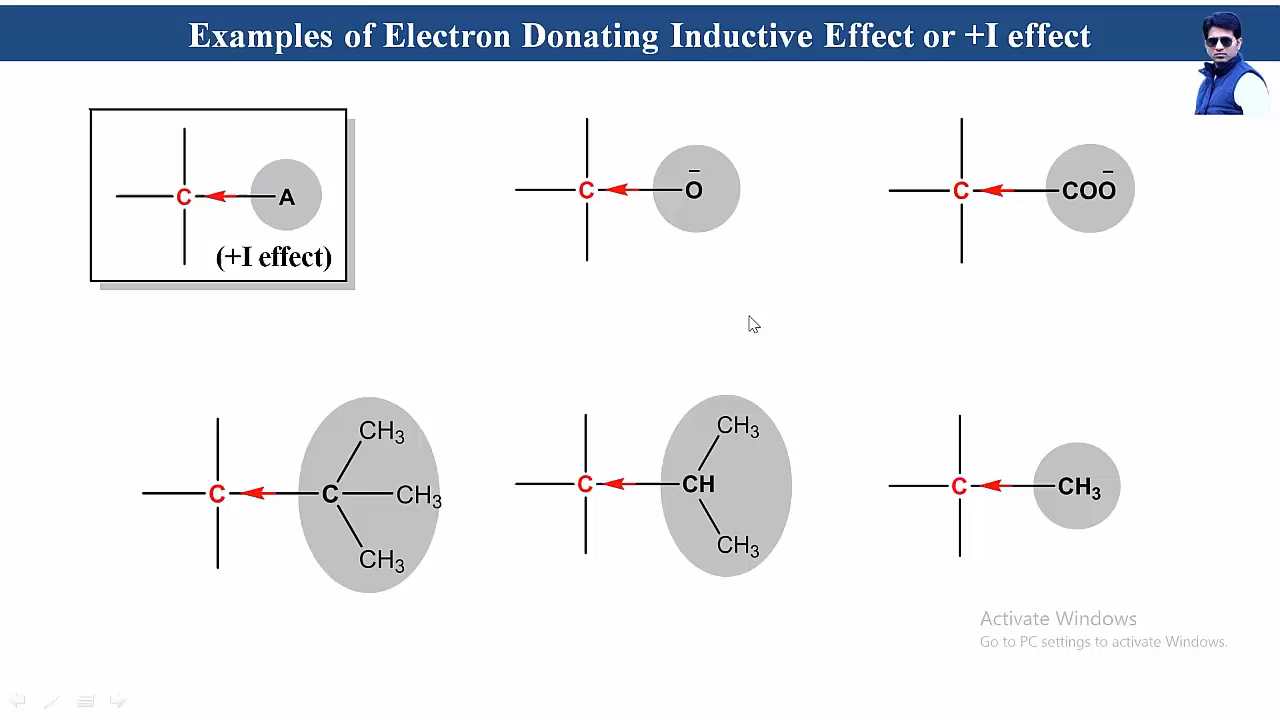 Examples of Electron Donating Inductive Effect or +I effect
C A
(+I effect)
C Ō
C COŌ
CH₃
C C CH₃
CH₃
CH₃
C CH
CH₃
C CH₃
Activate Windows
Go to PC settings to activate Windows.